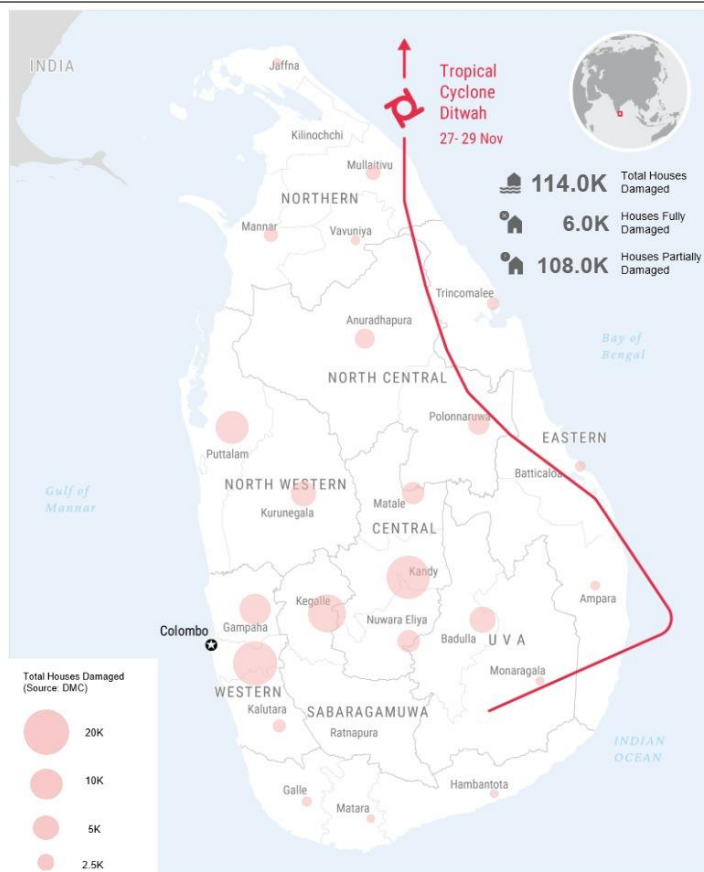 INDIA
Jaffna
Tropical
Cyclone
Ditwah
27- 29 Nov
Kilinochchi
Mullaitivu
114.0K
Total Houses
Damaged
NORTHERN
6.0K
Houses Fully
Damaged
Mannar
Vavuniya
108.0K
Houses Partially
Damaged
Trincomalee
Anuradhapura
Bay of
Bengal
NORTH CENTRAL
Polonnaruwa
EASTERN
Puttalam
Batticaloa
NORTH WESTERN
Gulf of
Mannar
Kurunegala
Matale
CENTRAL
Kandy
Ampara
Kegalle
Gampaha
Nuwara Eliya
Colombo
Badulla
UVA
Monaragala
Total Houses Damaged
(Source: DMC)
WESTERN
Kalutara
SABARAGAMUWA
Ratnapura
20K
INDIAN
OCEAN
10K
Galle
Hambantota
Matara
5K
2.5K